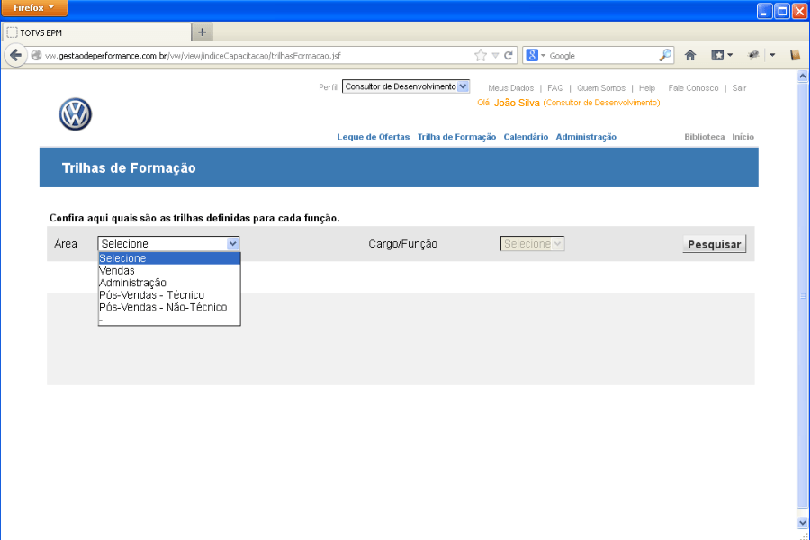 Firefox
TOTVS EPM
vw.gestaodeperformance.com.br/vw/view/indiceCapacitacao/trilhasFormacao.jsf
Google
Perfil Consultor de Desenvolvimento Meus Dados | FAQ | Quem Somos | Help Fale Conosco | Sair
Olá João Silva (Consultor de Desenvolvimento)
Leque de Ofertas Trilha de Formação Calendário Administração Biblioteca Início
Trilhas de Formação
Confira aqui quais são as trilhas definidas para cada função.
Área Selecione Cargo/Função Selecione Pesquisar
Selecione
Vendas
Administração
Pós-Vendas - Técnico
Pós-Vendas - Não-Técnico
-